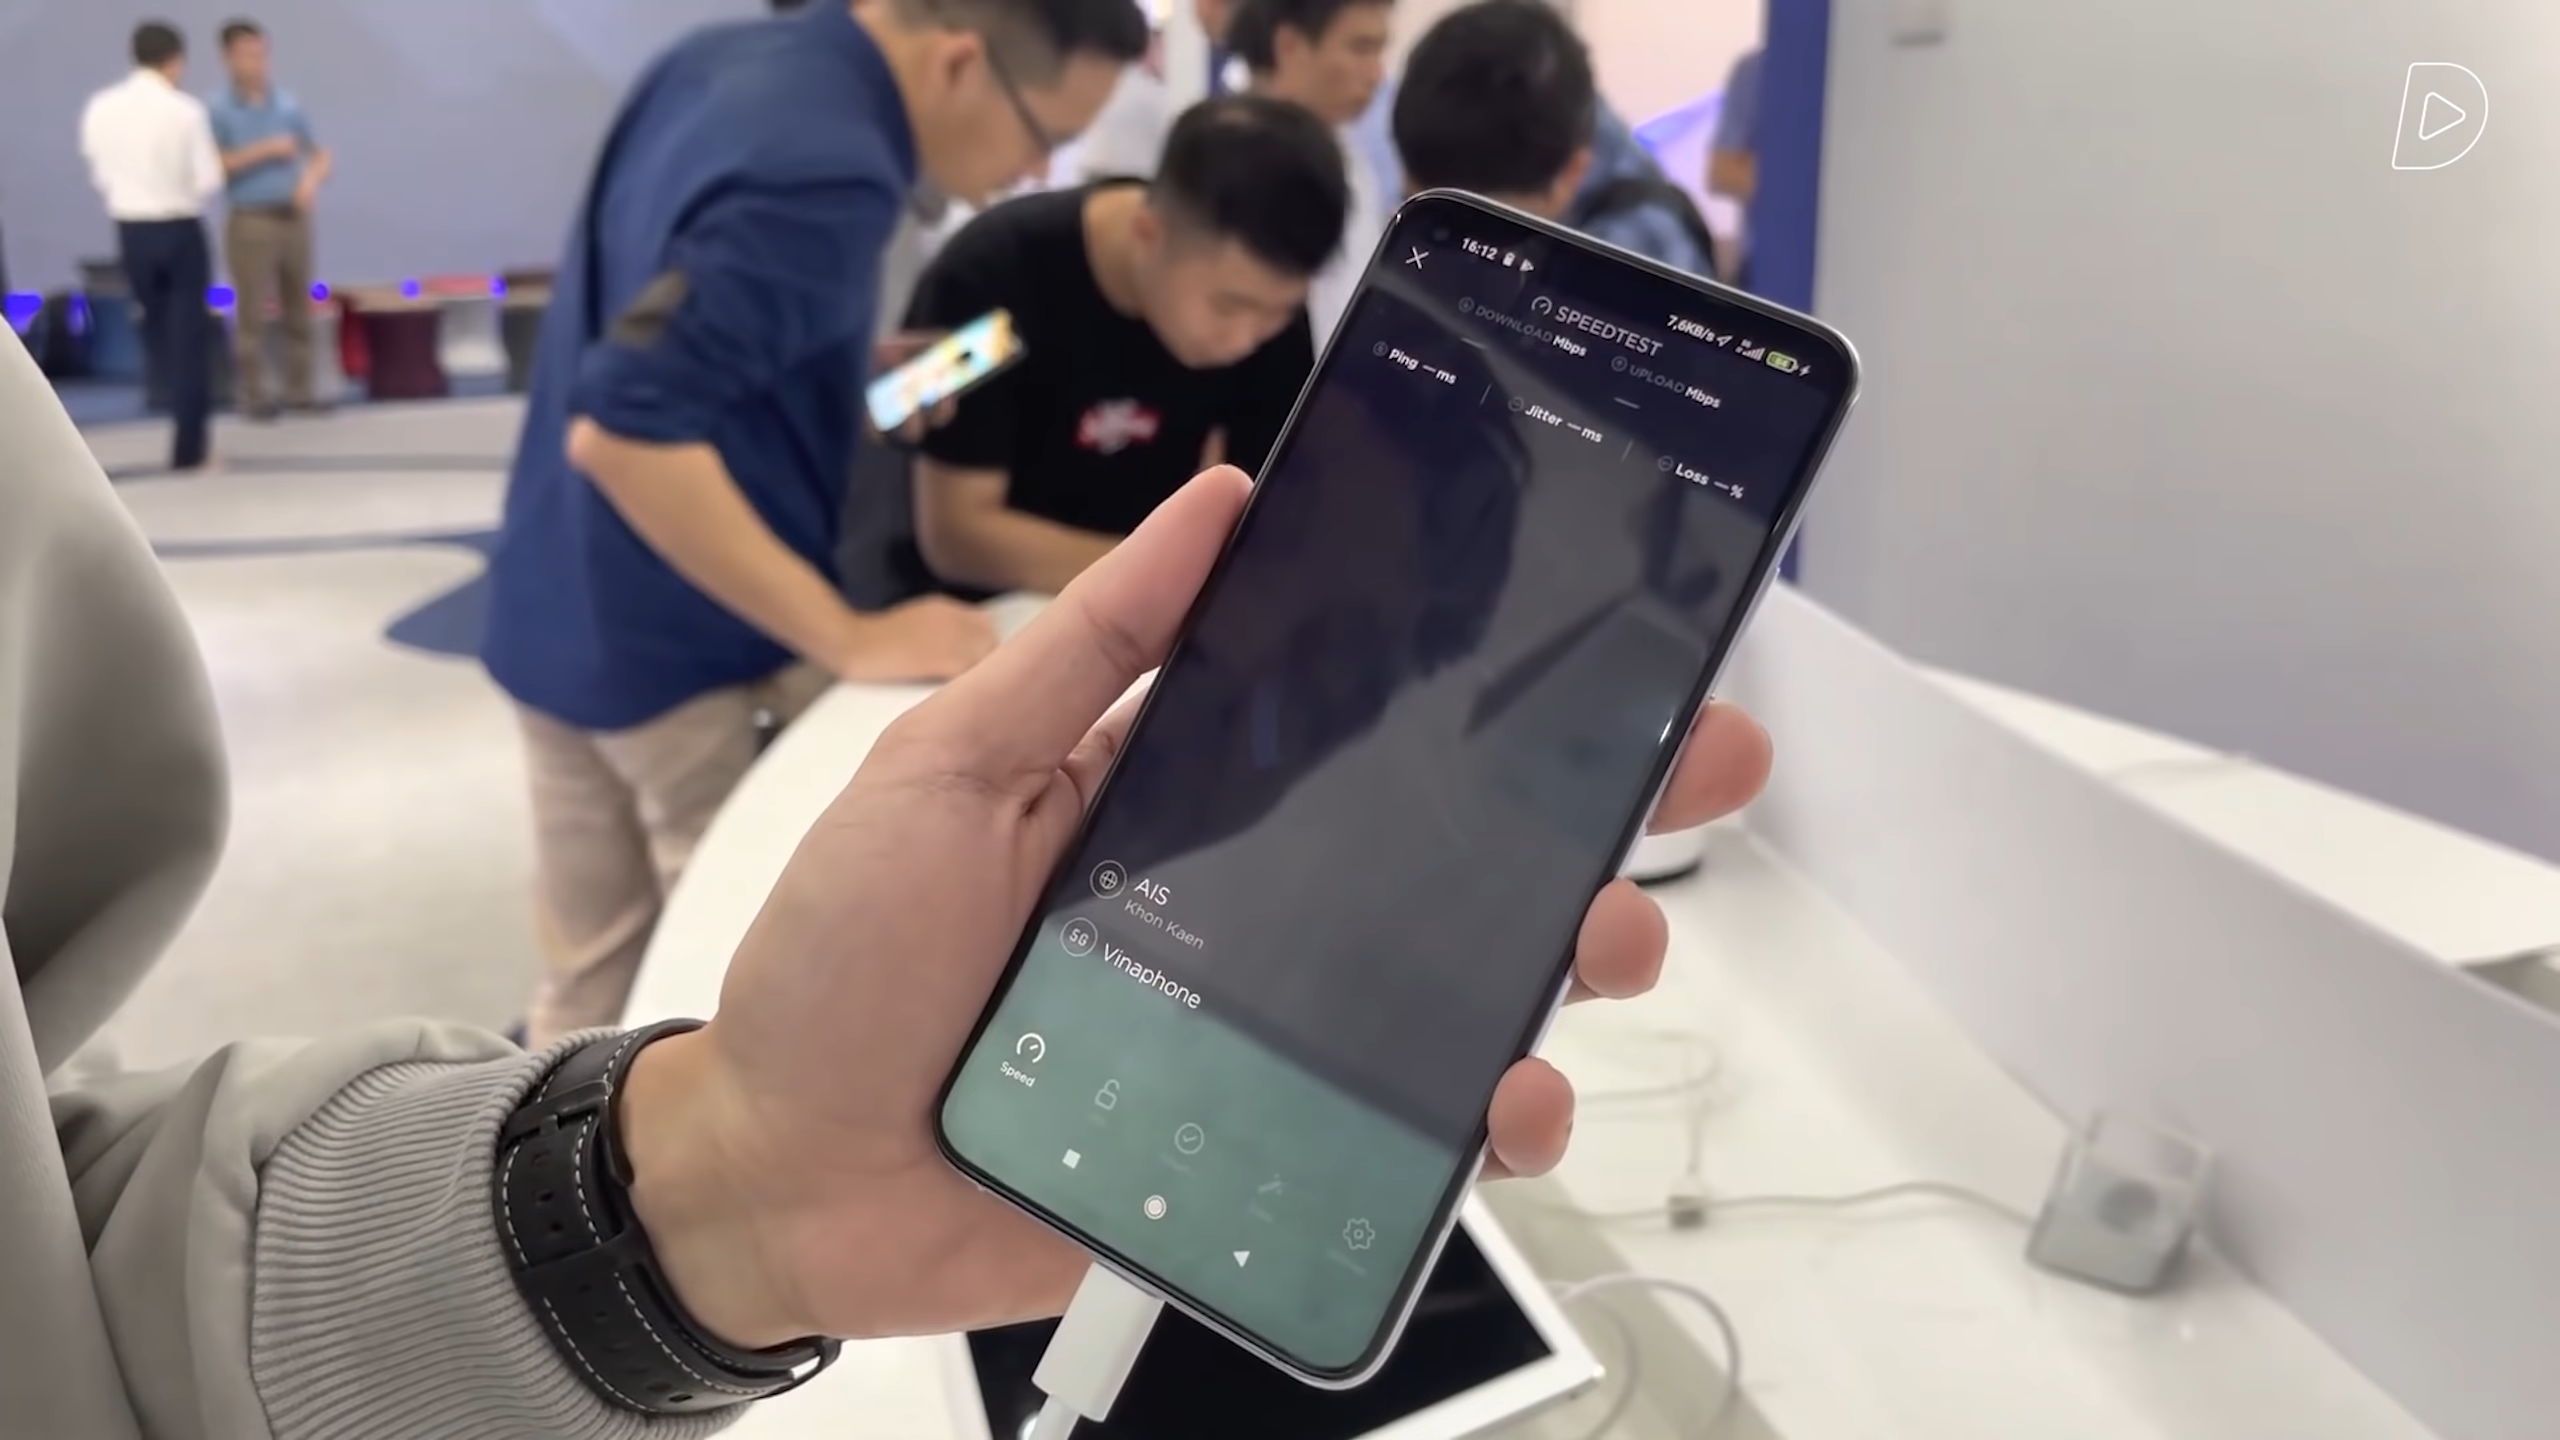 16:12
7,6KB/s 5G
SPEEDTEST
DOWNLOAD Mbps
UPLOAD Mbps
Ping — ms
Jitter — ms
Loss — %
AIS
Khon Kaen
5G Vinaphone
Speed